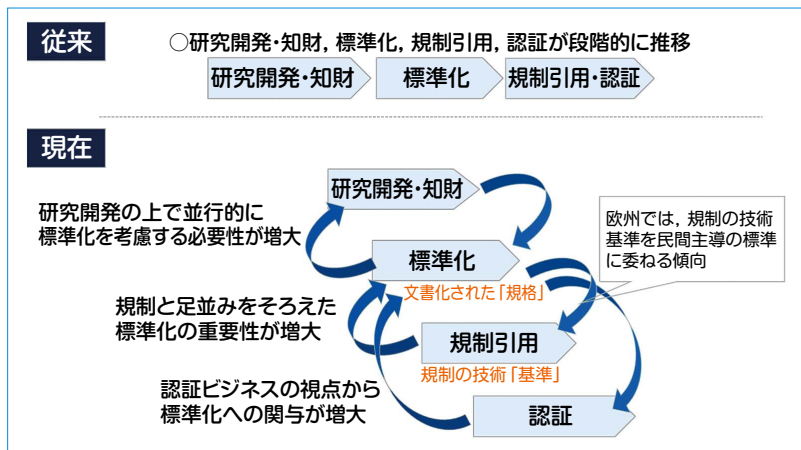 従来
○研究開発・知財,標準化,規制引用,認証が段階的に推移
研究開発・知財
標準化
規制引用・認証
現在
研究開発・知財
研究開発の上で並行的に
標準化を考慮する必要性が増大
欧州では,規制の技術
基準を民間主導の標準
に委ねる傾向
標準化
文書化された「規格」
規制と足並みをそろえた
標準化の重要性が増大
規制引用
規制の技術「基準」
認証ビジネスの視点から
標準化への関与が増大
認証